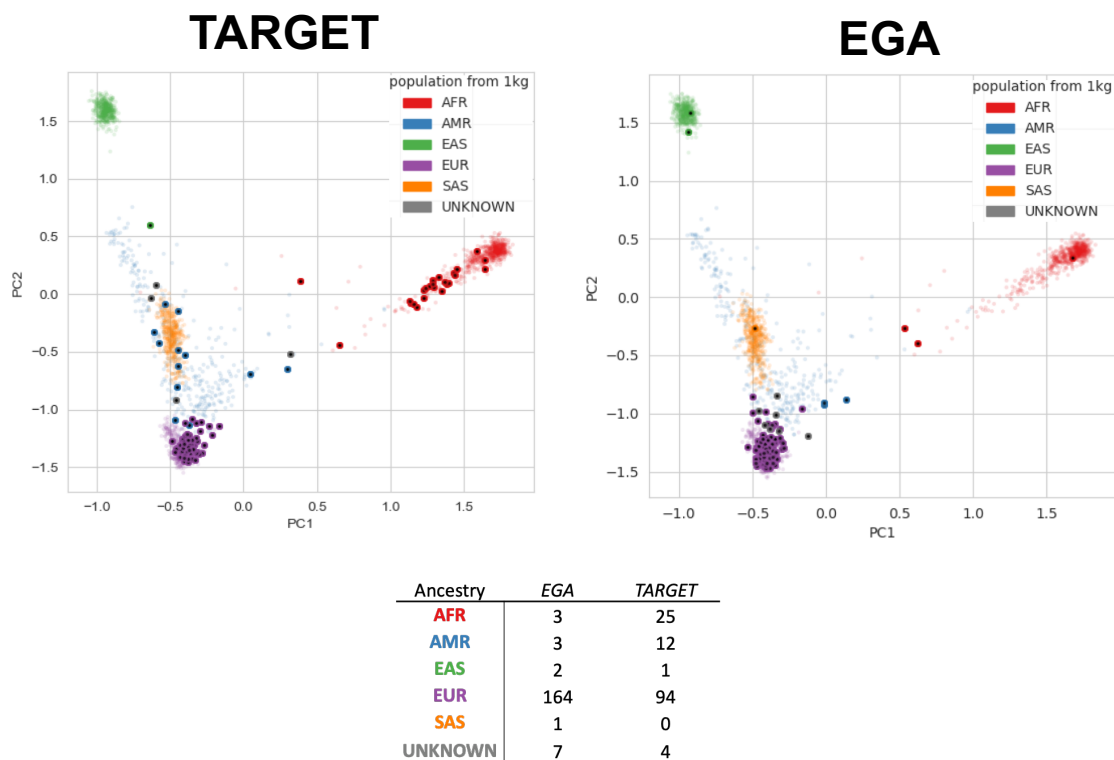 TARGET
EGA
population from 1kg
AFR
AMR
EAS
EUR
SAS
UNKNOWN
1.5
1.0
0.5
0.0
−0.5
−1.0
−1.5
PC2
−1.0
−0.5
0.0
0.5
1.0
1.5
PC1
population from 1kg
AFR
AMR
EAS
EUR
SAS
UNKNOWN
1.5
1.0
0.5
0.0
−0.5
−1.0
−1.5
PC2
−1.0
−0.5
0.0
0.5
1.0
1.5
PC1
Ancestry EGA TARGET
AFR 3 25
AMR 3 12
EAS 2 1
EUR 164 94
SAS 1 0
UNKNOWN 7 4